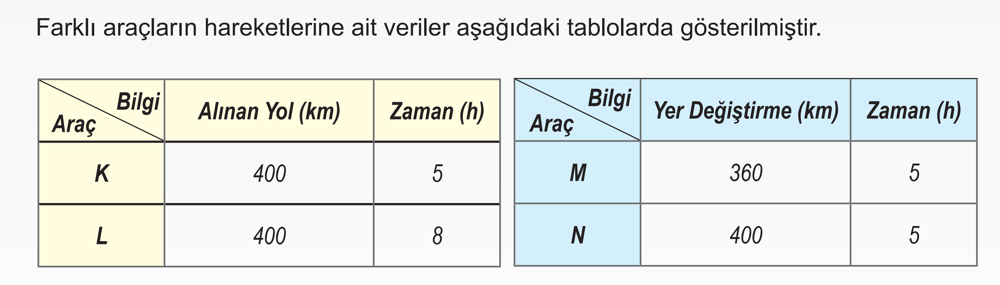 Farklı araçların hareketlerine ait veriler aşağıdaki tablolarda gösterilmiştir.
Bilgi
Araç
Alınan Yol (km)
Zaman (h)
K
400
5
L
400
8
Bilgi
Araç
Yer Değiştirme (km)
Zaman (h)
M
360
5
N
400
5